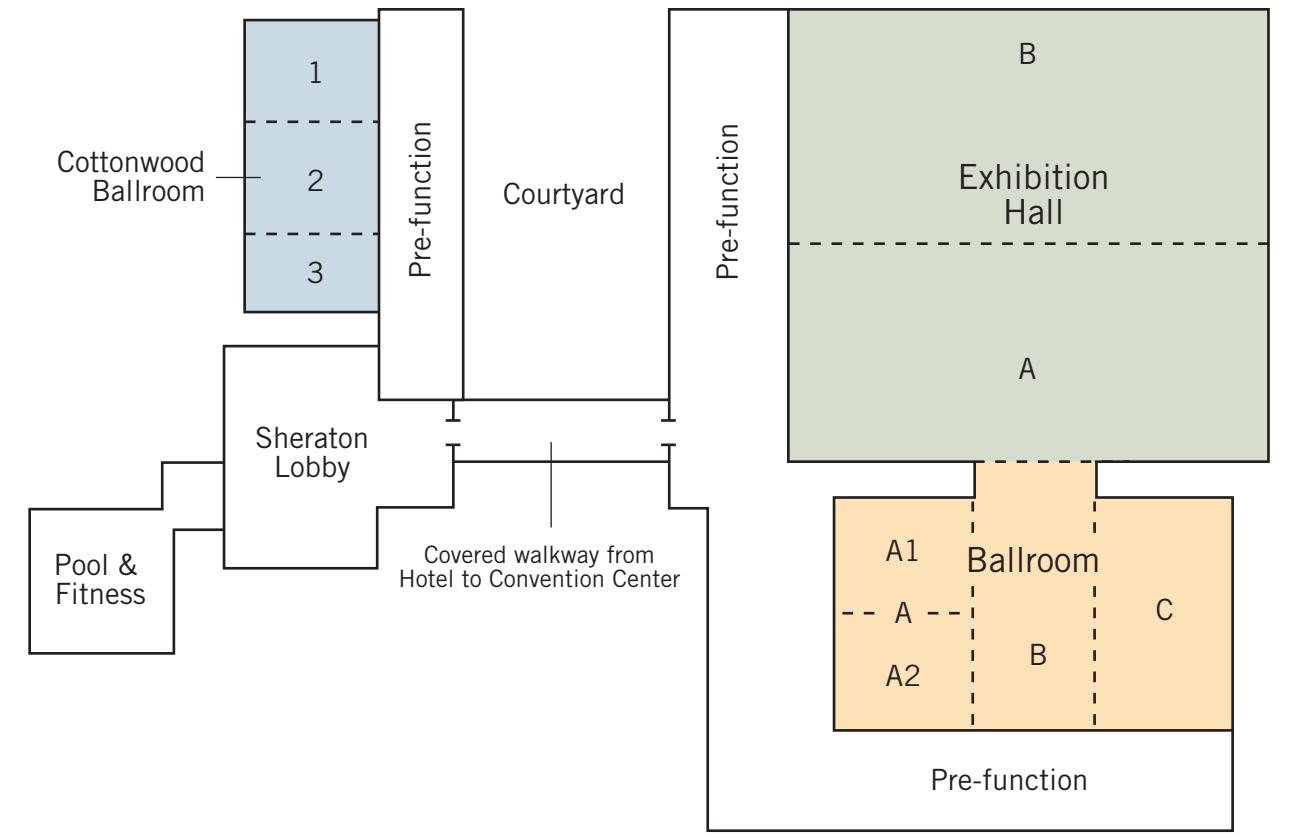 1
2
3
Cottonwood
Ballroom
Pre-function
Courtyard
Pre-function
B
Exhibition
Hall
A
Sheraton
Lobby
Pool &
Fitness
Covered walkway from
Hotel to Convention Center
A1
Ballroom
A
C
B
A2
Pre-function